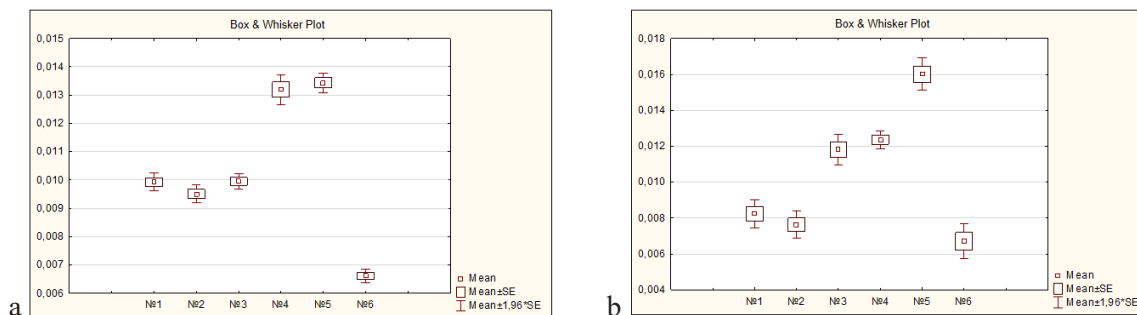 Box & Whisker Plot
0,015
0,014
0,013
0,012
0,011
0,010
0,009
0,008
0,007
0,006
№1 №2 №3 №4 №5 №6
Mean
Mean±SE
Mean±1,96*SE
a
Box & Whisker Plot
0,018
0,016
0,014
0,012
0,010
0,008
0,006
0,004
№1 №2 №3 №4 №5 №6
Mean
Mean±SE
Mean±1,96*SE
b